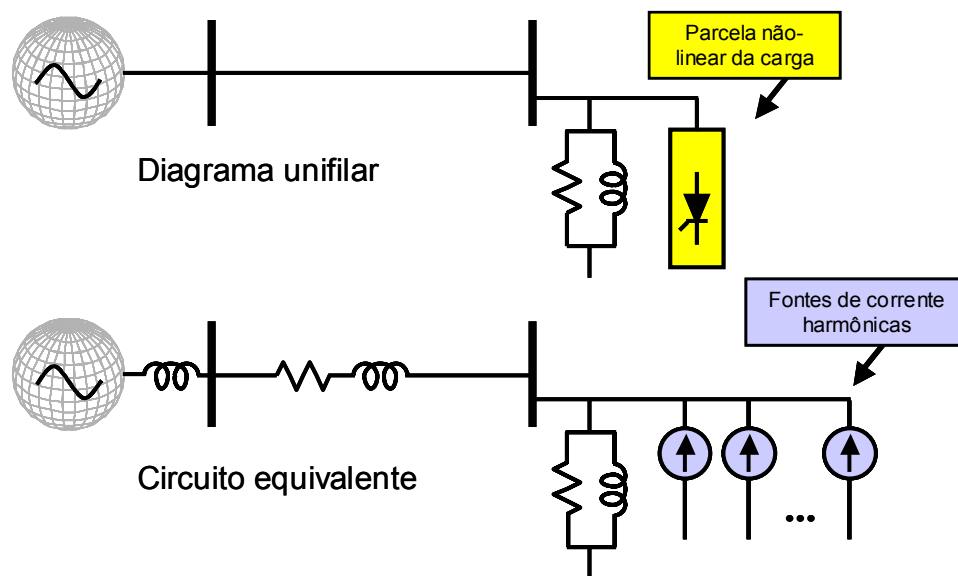 Parcela não-
linear da carga
Diagrama unifilar
Fontes de corrente
harmônicas
Circuito equivalente
...